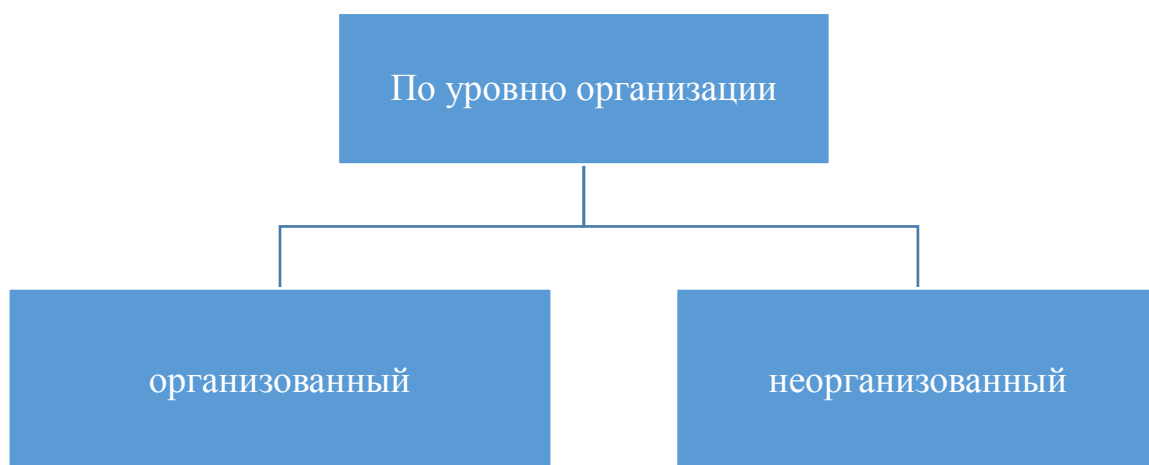 По уровню организации
организованный
неорганизованный